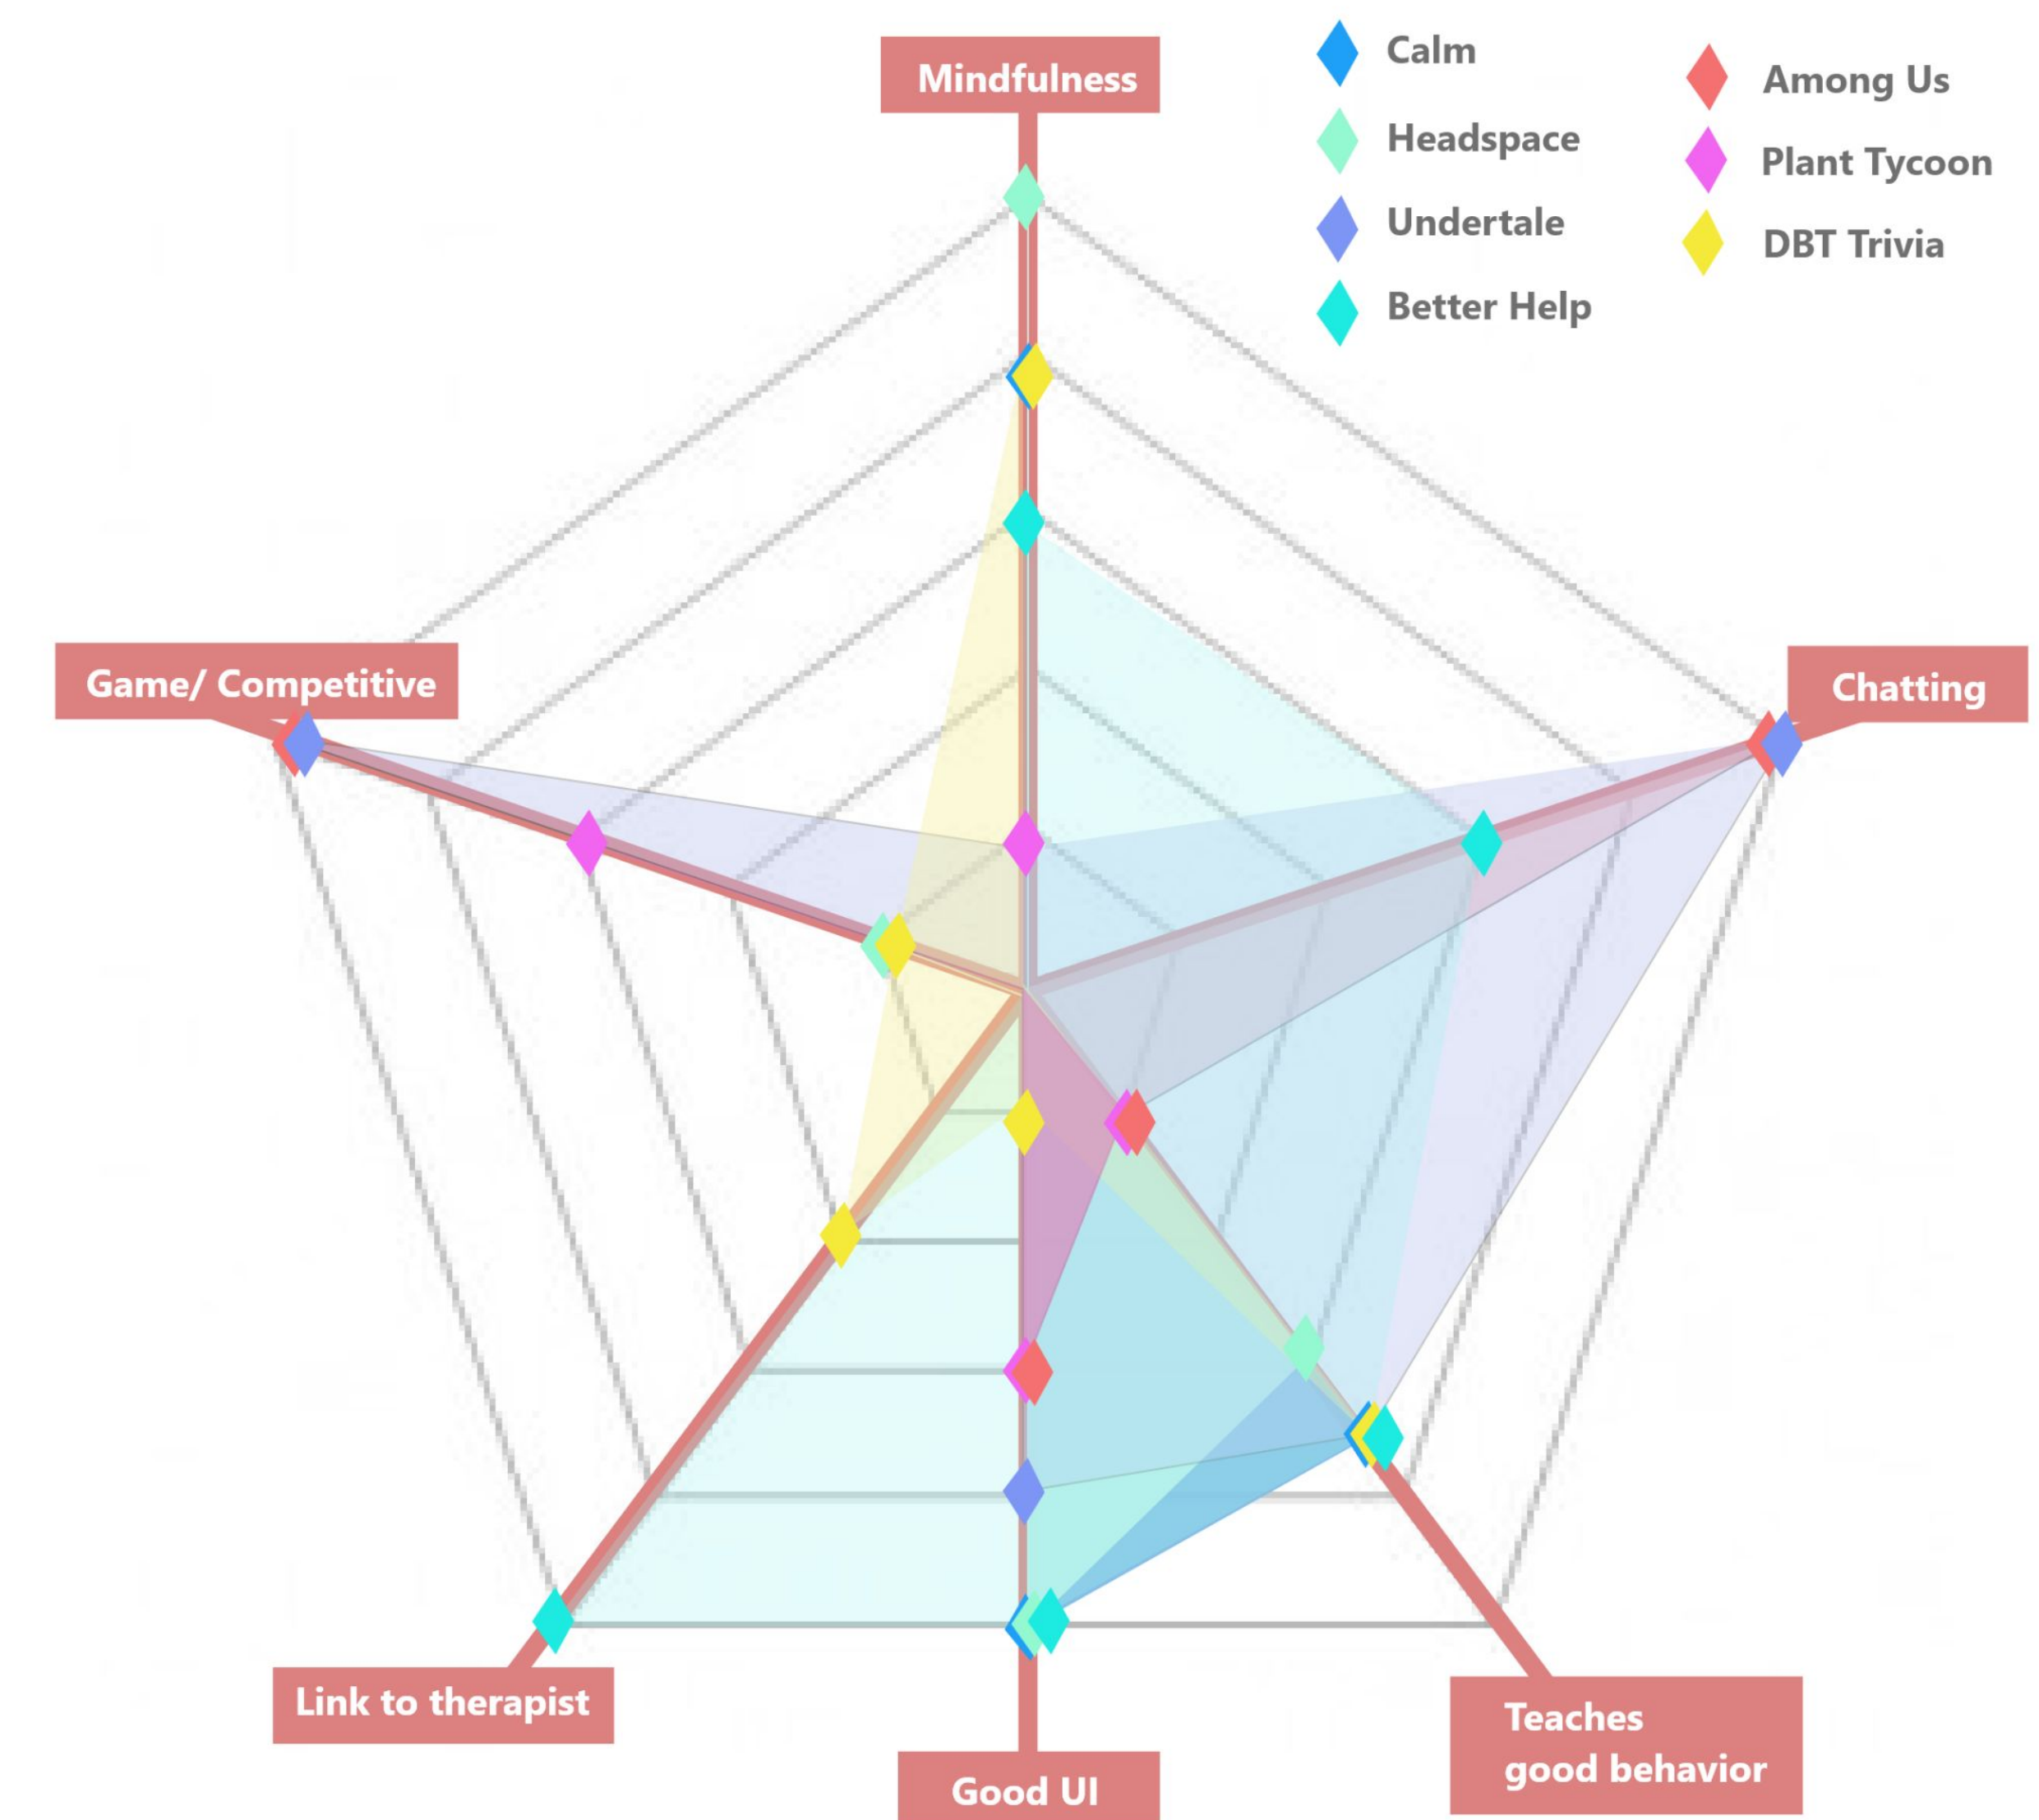 Mindfulness
Calm
Headspace
Undertale
Better Help
Among Us
Plant Tycoon
DBT Trivia
Game/ Competitive
Chatting
Link to therapist
Good UI
Teaches
good behavior